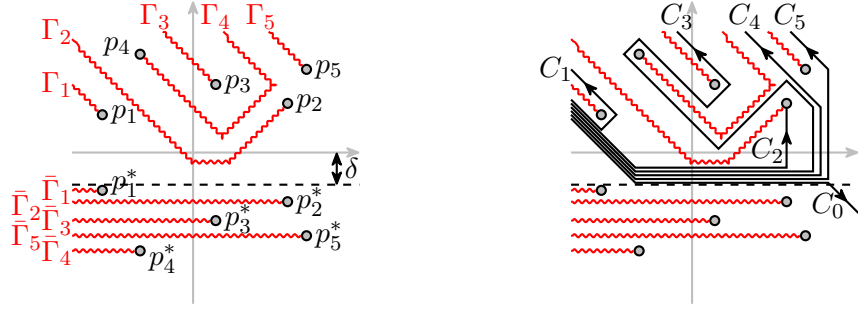 Γ₂ Γ₃ Γ₄ Γ₅
p₄
p₅
Γ₁ p₁ p₃ p₂
δ
Γ̄₁ p₁*
Γ̄₂ p₂*
Γ̄₃ p₃*
Γ̄₅ p₅*
Γ̄₄ p₄*
C₃ C₄ C₅
C₁
C₂
C₀